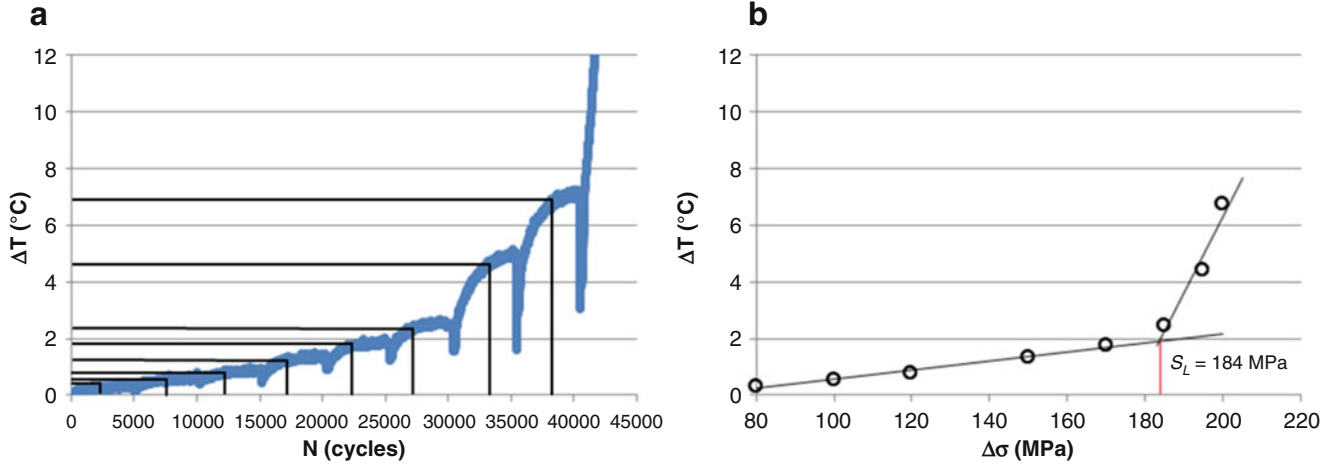 a
12
10
8
6
4
2
0
ΔT (°C)
0 5000 10000 15000 20000 25000 30000 35000 40000 45000
N (cycles)
b
12
10
8
6
4
2
0
ΔT (°C)
S_L = 184 MPa
80 100 120 140 160 180 200 220
Δσ (MPa)